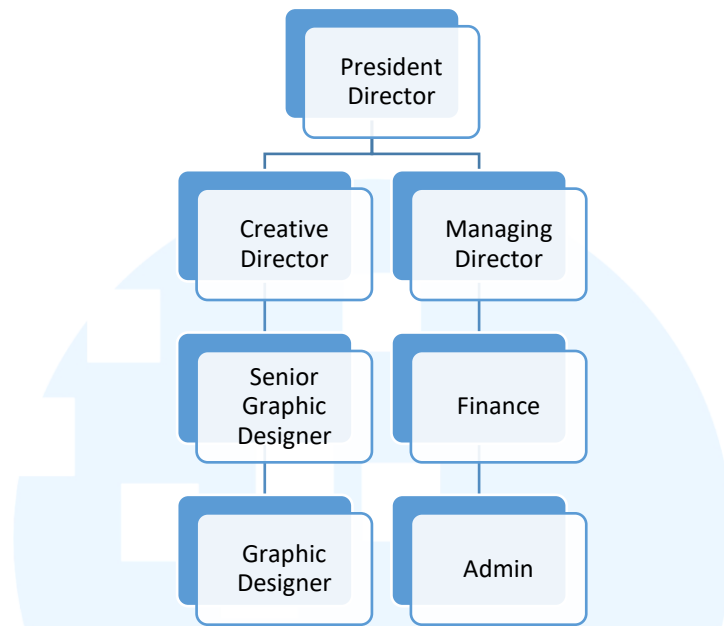 President
Director
Creative
Director
Managing
Director
Senior
Graphic
Designer
Finance
Graphic
Designer
Admin